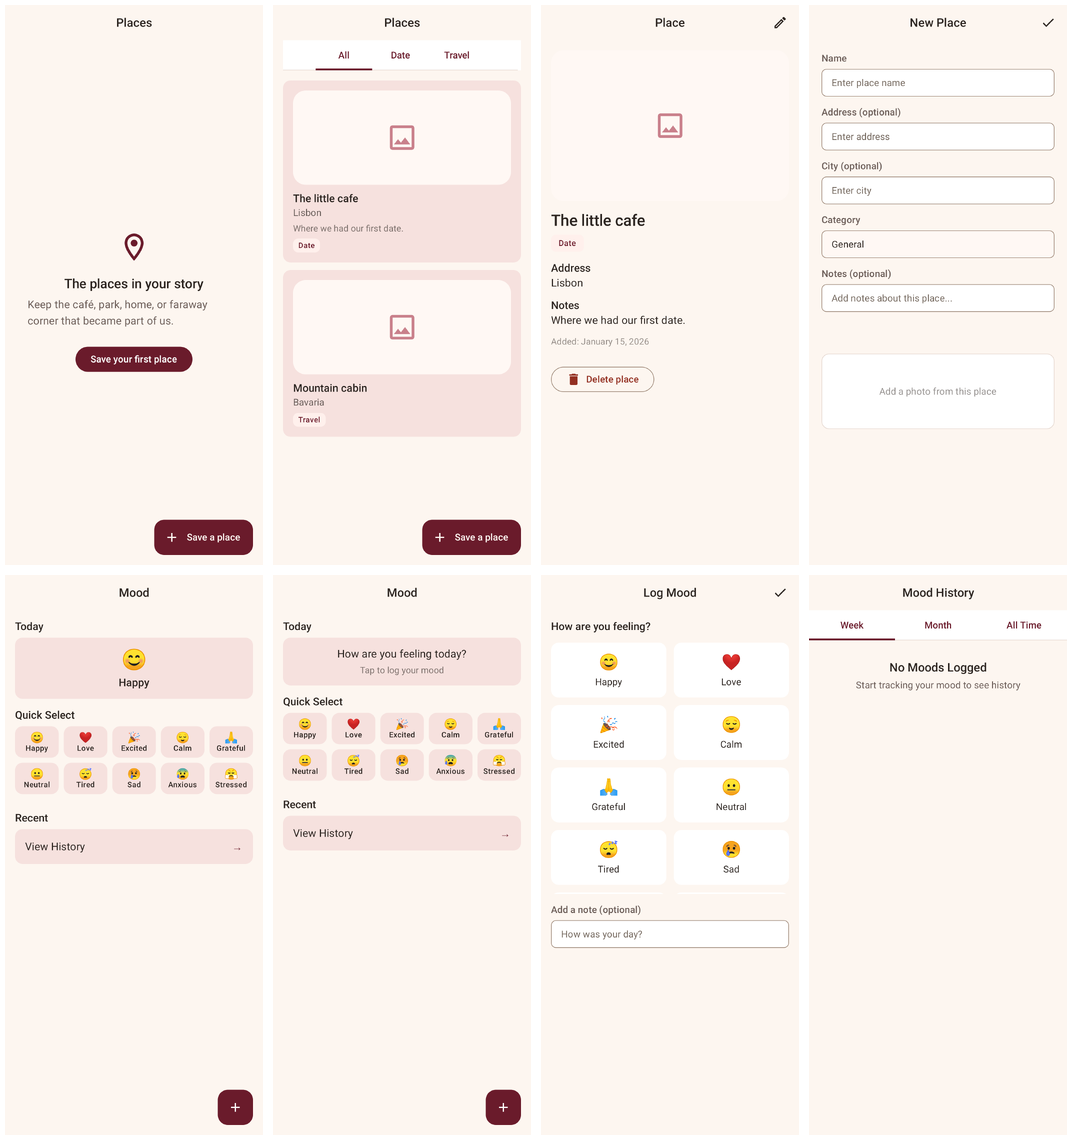 Places
The places in your story
Keep the café, park, home, or faraway
corner that became part of us.
Save your first place
+ Save a place
Places
All Date Travel
The little cafe
Lisbon
Where we had our first date.
Date
Mountain cabin
Bavaria
Travel
+ Save a place
Place
The little cafe
Date
Address
Lisbon
Notes
Where we had our first date.
Added: January 15, 2026
Delete place
New Place
Name
Enter place name
Address (optional)
Enter address
City (optional)
Enter city
Category
General
Notes (optional)
Add notes about this place...
Add a photo from this place
Mood
Today
Happy
Quick Select
Happy Love Excited Calm Grateful
Neutral Tired Sad Anxious Stressed
Recent
View History →
+
Mood
Today
How are you feeling today?
Tap to log your mood
Quick Select
Happy Love Excited Calm Grateful
Neutral Tired Sad Anxious Stressed
Recent
View History →
+
Log Mood
How are you feeling?
Happy Love
Excited Calm
Grateful Neutral
Tired Sad
Add a note (optional)
How was your day?
Mood History
Week Month All Time
No Moods Logged
Start tracking your mood to see history